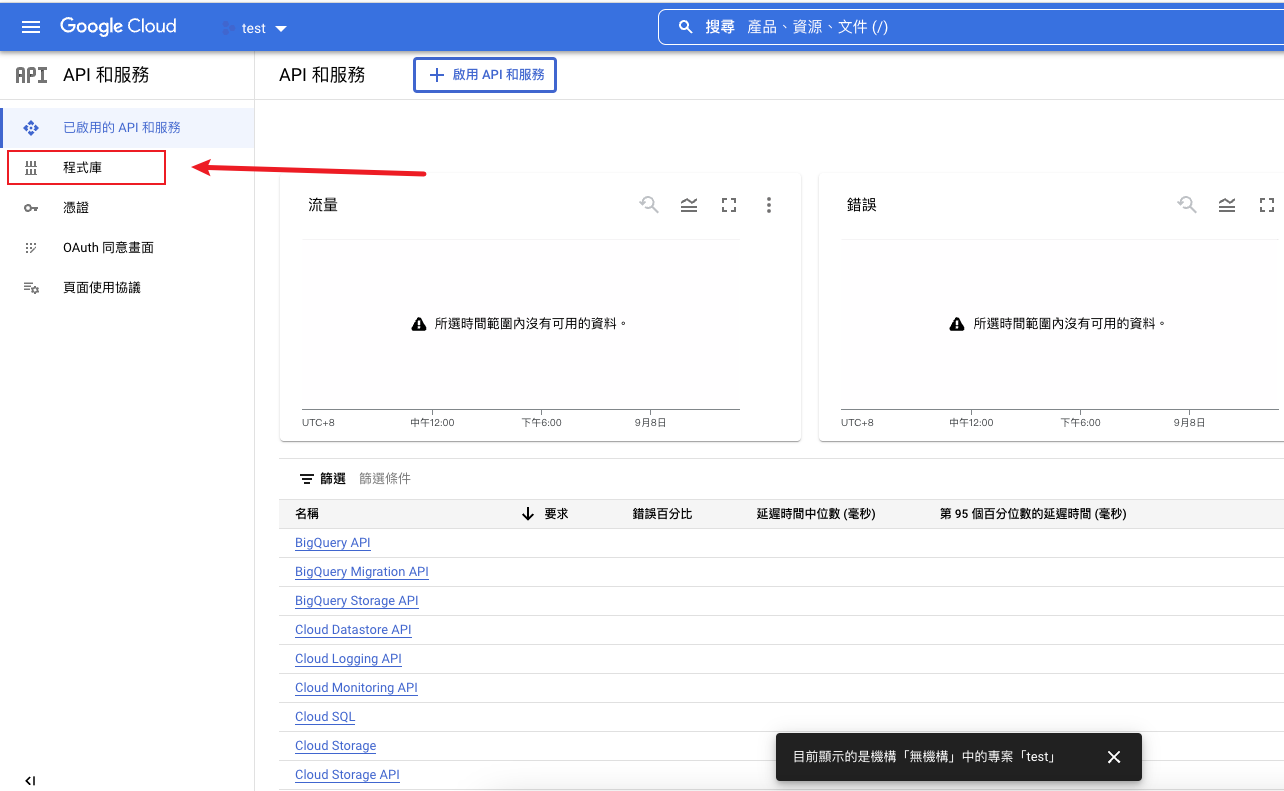 Google Cloud
test
搜尋 產品、資源、文件 (/)
API API 和服務
API 和服務
啟用 API 和服務
已啟用的 API 和服務
程式庫
憑證
OAuth 同意畫面
頁面使用協議
流量
所選時間範圍內沒有可用的資料。
UTC+8 中午12:00 下午6:00 9月8日
錯誤
所選時間範圍內沒有可用的資料。
UTC+8 中午12:00 下午6:00 9月8日
篩選 篩選條件
名稱 要求 錯誤百分比 延遲時間中位數 (毫秒) 第 95 個百分位數的延遲時間 (毫秒)
BigQuery API
BigQuery Migration API
BigQuery Storage API
Cloud Datastore API
Cloud Logging API
Cloud Monitoring API
Cloud SQL
Cloud Storage
Cloud Storage API
目前顯示的是機構「無機構」中的專案「test」